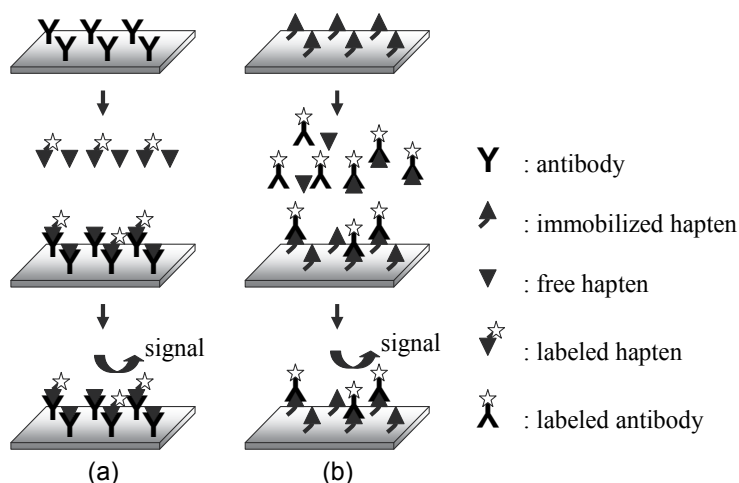 : antibody
: immobilized hapten
: free hapten
: labeled hapten
: labeled antibody
signal
signal
(a)
(b)